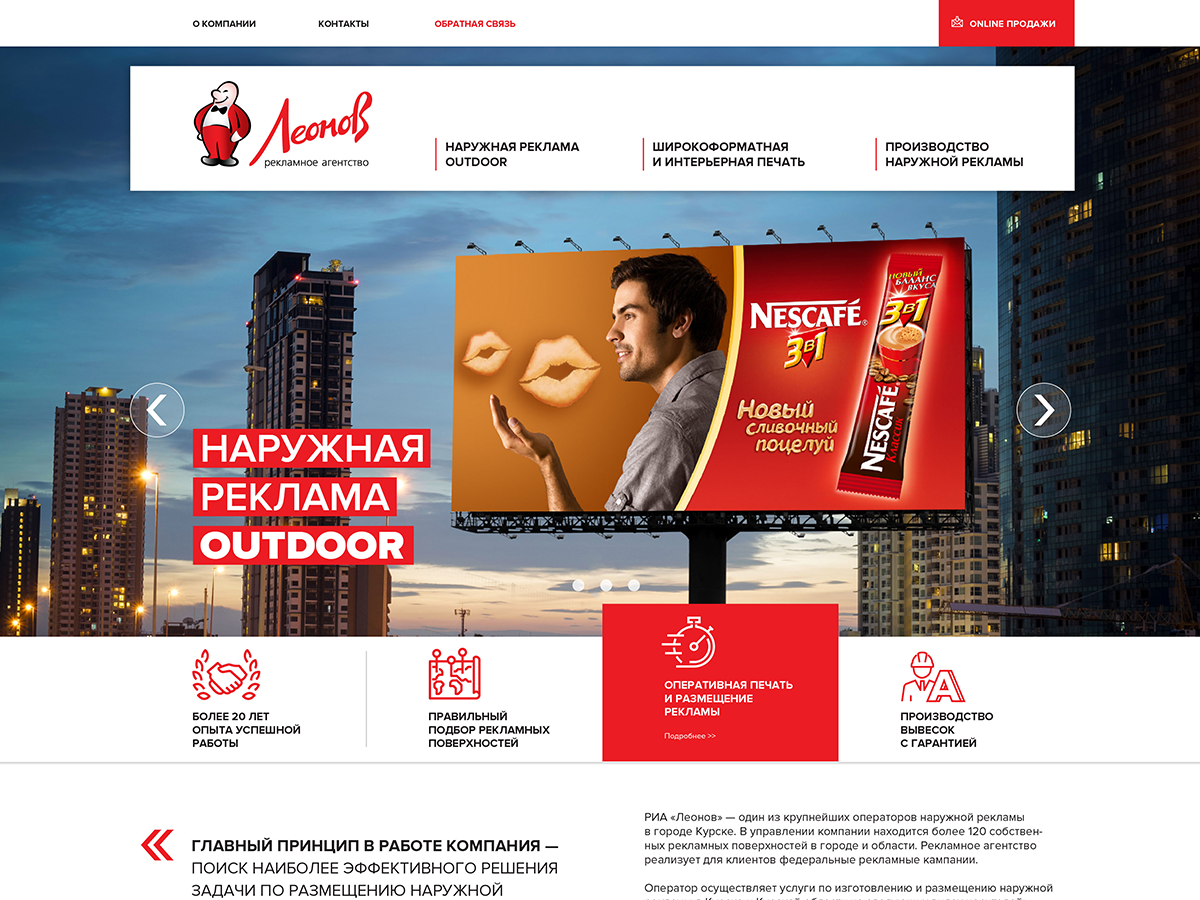 О КОМПАНИИ
КОНТАКТЫ
ОБРАТНАЯ СВЯЗЬ
ONLINE ПРОДАЖИ
Леонов
рекламное агентство
НАРУЖНАЯ РЕКЛАМА
OUTDOOR
ШИРОКОФОРМАТНАЯ
И ИНТЕРЬЕРНАЯ ПЕЧАТЬ
ПРОИЗВОДСТВО
НАРУЖНОЙ РЕКЛАМЫ
NESCAFÉ
3в1
Новый
сливочный
поцелуй
НОВЫЙ
БАЛАНС
ВКУСА
3в1
NESCAFÉ
Классик
НАРУЖНАЯ
РЕКЛАМА
OUTDOOR
БОЛЕЕ 20 ЛЕТ
ОПЫТА УСПЕШНОЙ
РАБОТЫ
ПРАВИЛЬНЫЙ
ПОДБОР РЕКЛАМНЫХ
ПОВЕРХНОСТЕЙ
ОПЕРАТИВНАЯ ПЕЧАТЬ
И РАЗМЕЩЕНИЕ
РЕКЛАМЫ
Подробнее >>
ПРОИЗВОДСТВО
ВЫВЕСОК
С ГАРАНТИЕЙ
ГЛАВНЫЙ ПРИНЦИП В РАБОТЕ КОМПАНИЯ —
ПОИСК НАИБОЛЕЕ ЭФФЕКТИВНОГО РЕШЕНИЯ
ЗАДАЧИ ПО РАЗМЕЩЕНИЮ НАРУЖНОЙ
РИА «Леонов» — один из крупнейших операторов наружной рекламы
в городе Курске. В управлении компании находится более 120 собствен-
ных рекламных поверхностей в городе и области. Рекламное агентство
реализует для клиентов федеральные рекламные кампании.
Оператор осуществляет услуги по изготовлению и размещению наружной